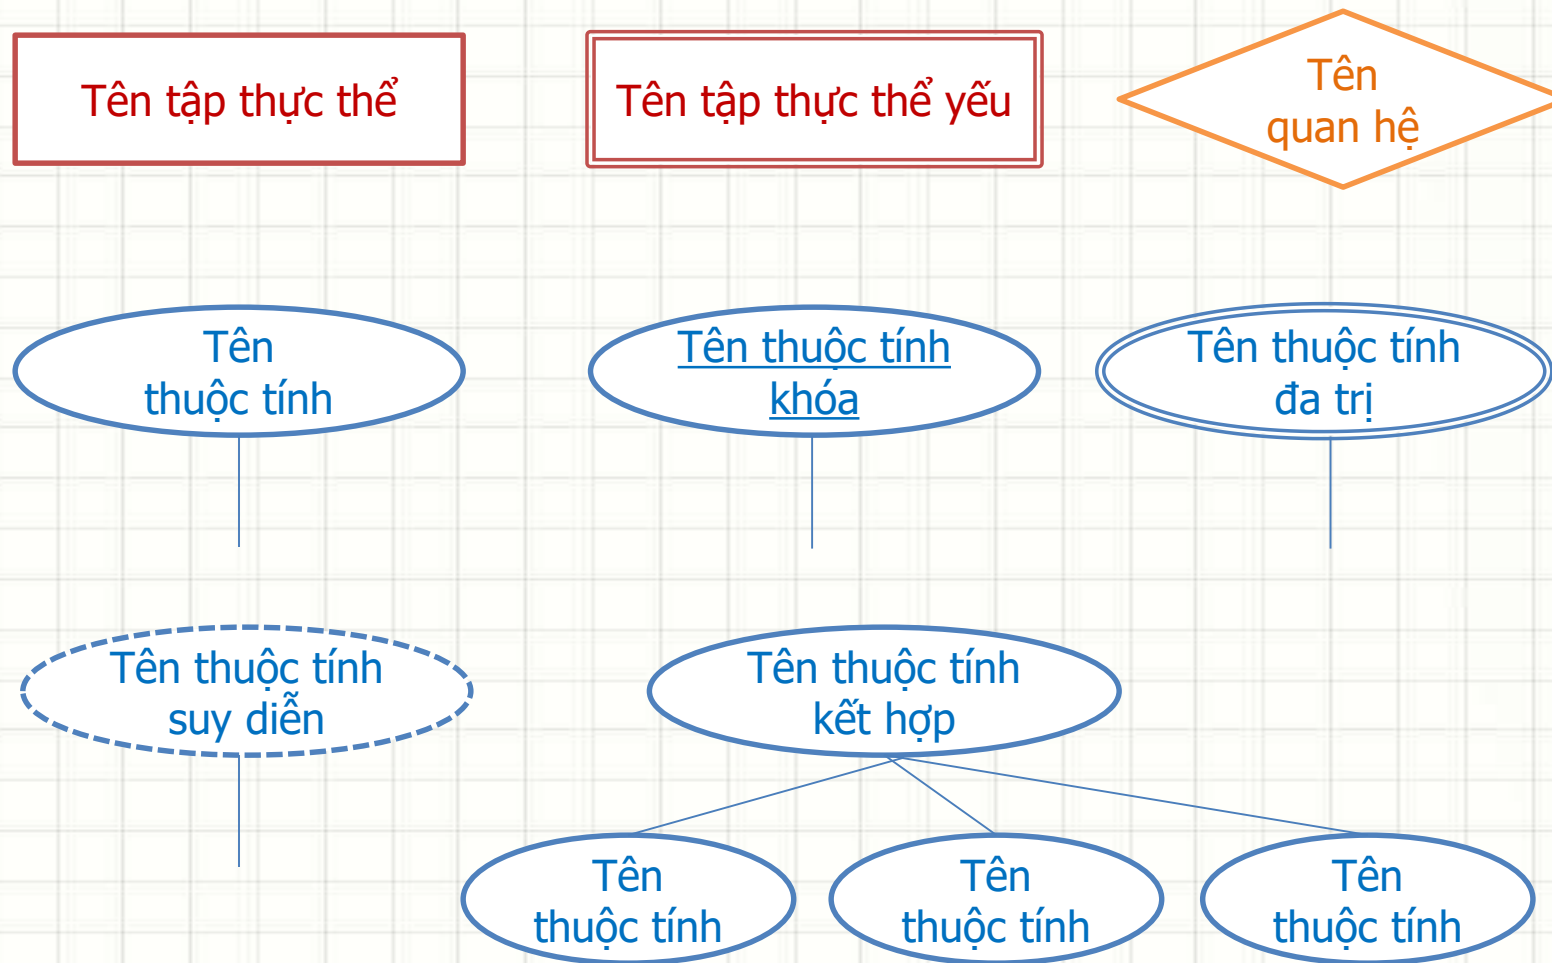 Tên tập thực thể
Tên tập thực thể yếu
Tên
quan hệ
Tên
thuộc tính
Tên thuộc tính
khóa
Tên thuộc tính
đa trị
Tên thuộc tính
suy diễn
Tên thuộc tính
kết hợp
Tên
thuộc tính
Tên
thuộc tính
Tên
thuộc tính